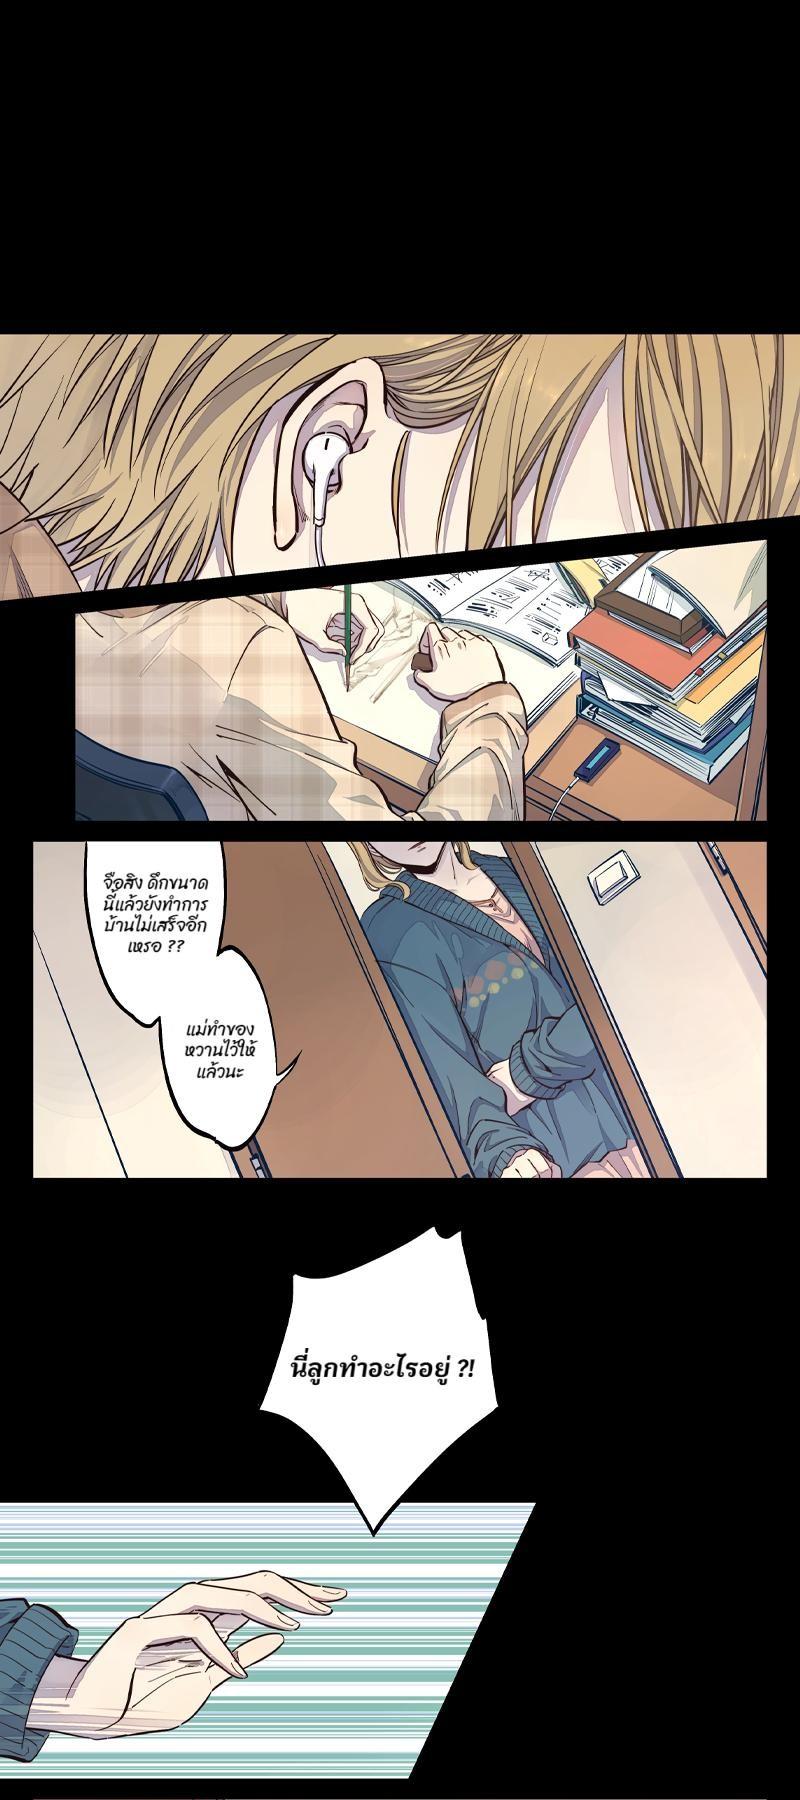 จือสิง ดึกขนาด
นี้แล้วยังทำการ
บ้านไม่เสร็จอีก
เหรอ ??
แม่ทำของ
หวานไว้ให้
แล้วนะ
นี่ลูกทำอะไรอยู่ ?!